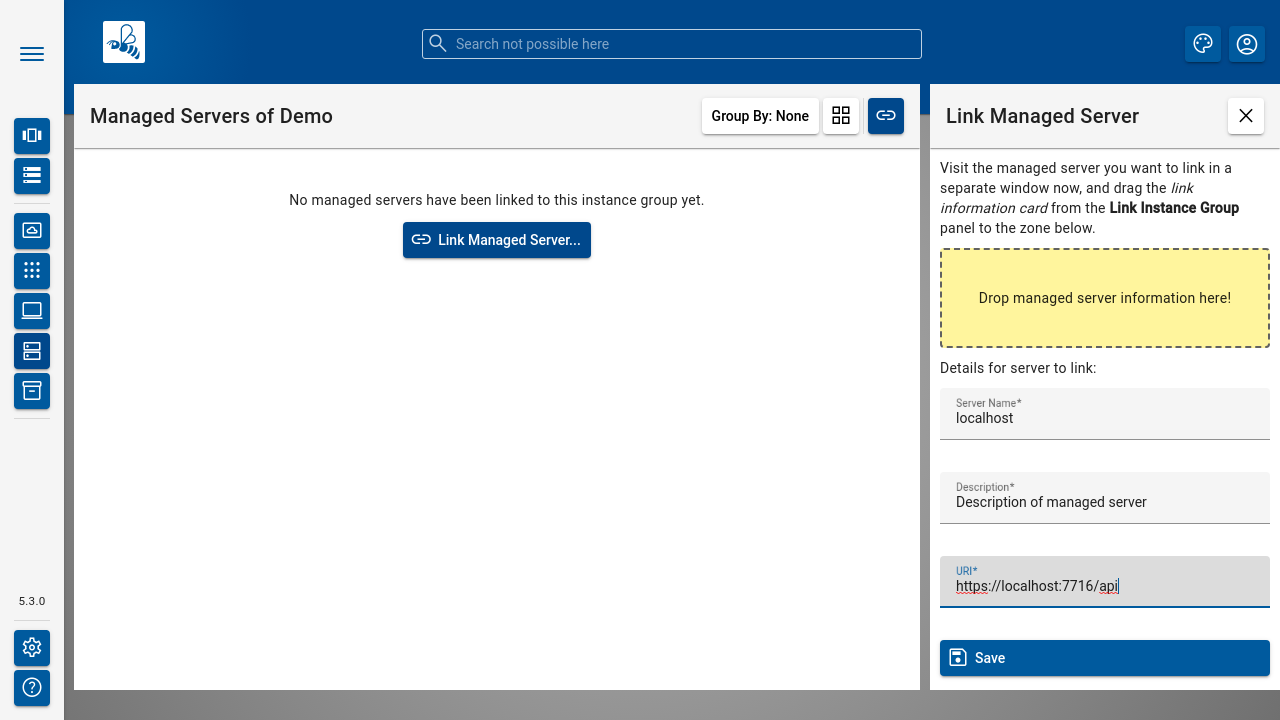 Search not possible here
Managed Servers of Demo
Group By: None
No managed servers have been linked to this instance group yet.
Link Managed Server...
5.3.0
Link Managed Server
Visit the managed server you want to link in a
separate window now, and drag the link
information card from the Link Instance Group
panel to the zone below.
Drop managed server information here!
Details for server to link:
Server Name*
localhost
Description*
Description of managed server
URI*
https://localhost:7716/api
Save